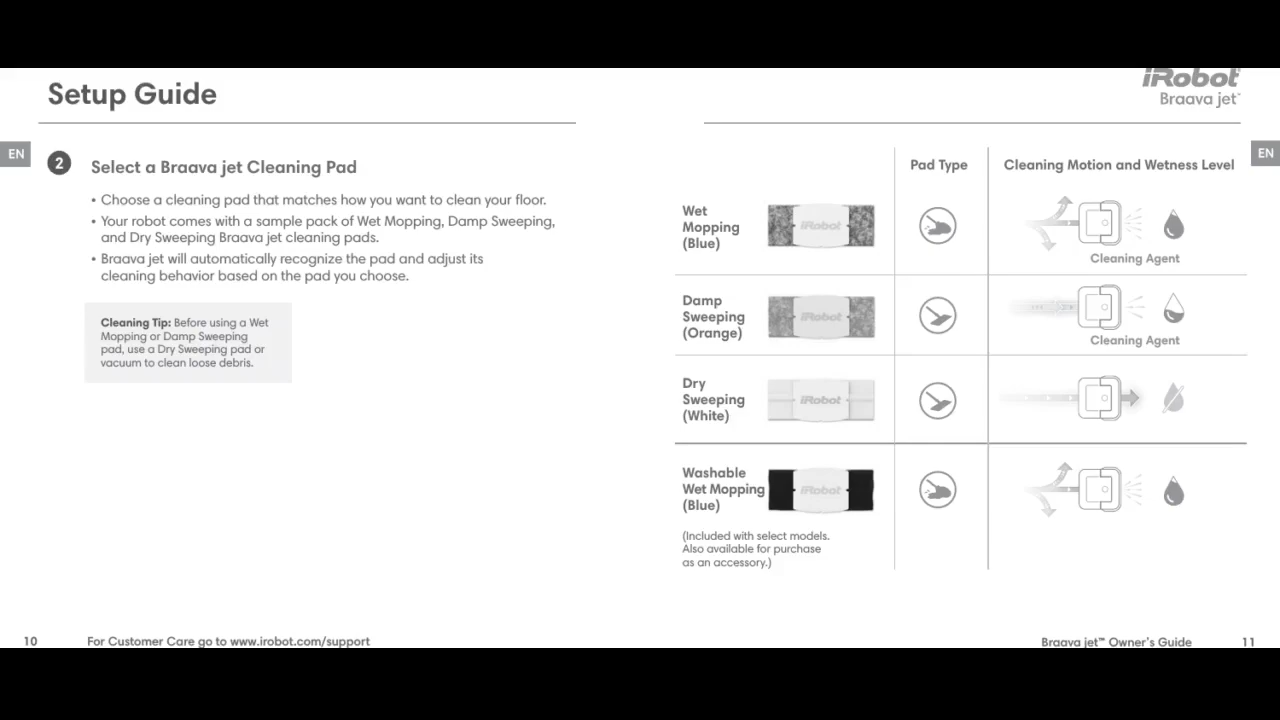 Setup Guide
EN
2 Select a Braava jet Cleaning Pad
• Choose a cleaning pad that matches how you want to clean your floor.
• Your robot comes with a sample pack of Wet Mopping, Damp Sweeping,
and Dry Sweeping Braava jet cleaning pads.
• Braava jet will automatically recognize the pad and adjust its
cleaning behavior based on the pad you choose.
Cleaning Tip: Before using a Wet
Mopping or Damp Sweeping
pad, use a Dry Sweeping pad or
vacuum to clean loose debris.
10 For Customer Care go to www.irobot.com/support
iRobot®
Braava jet™
EN
Pad Type Cleaning Motion and Wetness Level
Wet
Mopping
(Blue)
iRobot
Cleaning Agent
Damp
Sweeping
(Orange)
iRobot
Cleaning Agent
Dry
Sweeping
(White)
iRobot
Washable
Wet Mopping
(Blue)
iRobot
(Included with select models.
Also available for purchase
as an accessory.)
Braava jet™ Owner's Guide 11